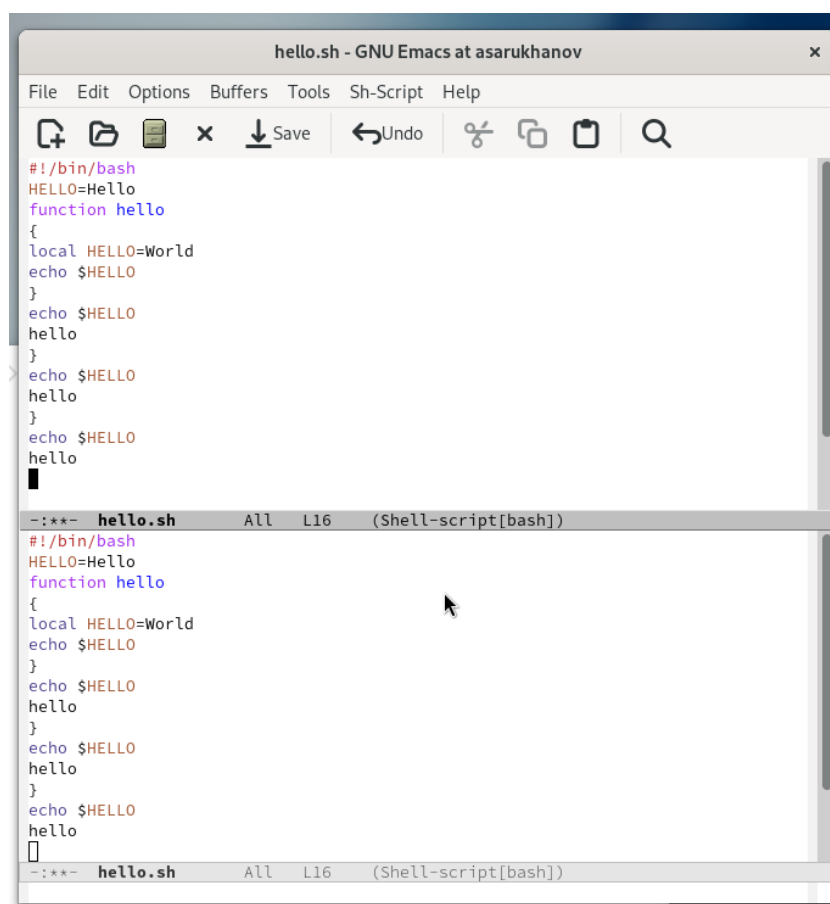 hello.sh - GNU Emacs at asarukhanov
File Edit Options Buffers Tools Sh-Script Help
Save Undo
#!/bin/bash
HELLO=Hello
function hello
{
local HELLO=World
echo $HELLO
}
echo $HELLO
hello
}
echo $HELLO
hello
}
echo $HELLO
hello
-:**- hello.sh All L16 (Shell-script[bash])
#!/bin/bash
HELLO=Hello
function hello
{
local HELLO=World
echo $HELLO
}
echo $HELLO
hello
}
echo $HELLO
hello
}
echo $HELLO
hello
-:**- hello.sh All L16 (Shell-script[bash])